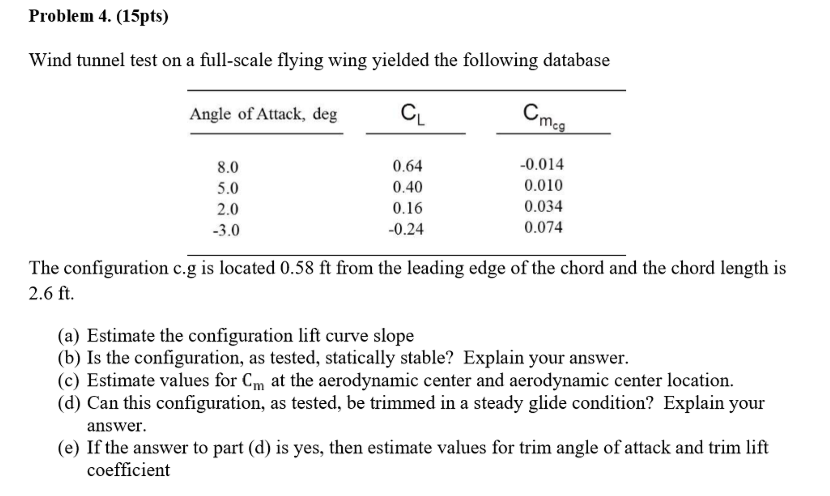 Problem 4. (15pts)
Wind tunnel test on a full-scale flying wing yielded the following database
Angle of Attack, deg C_L C_{m_{cg}}
8.0 0.64 -0.014
5.0 0.40 0.010
2.0 0.16 0.034
-3.0 -0.24 0.074
The configuration c.g is located 0.58 ft from the leading edge of the chord and the chord length is
2.6 ft.
(a) Estimate the configuration lift curve slope
(b) Is the configuration, as tested, statically stable? Explain your answer.
(c) Estimate values for C_m at the aerodynamic center and aerodynamic center location.
(d) Can this configuration, as tested, be trimmed in a steady glide condition? Explain your
answer.
(e) If the answer to part (d) is yes, then estimate values for trim angle of attack and trim lift
coefficient